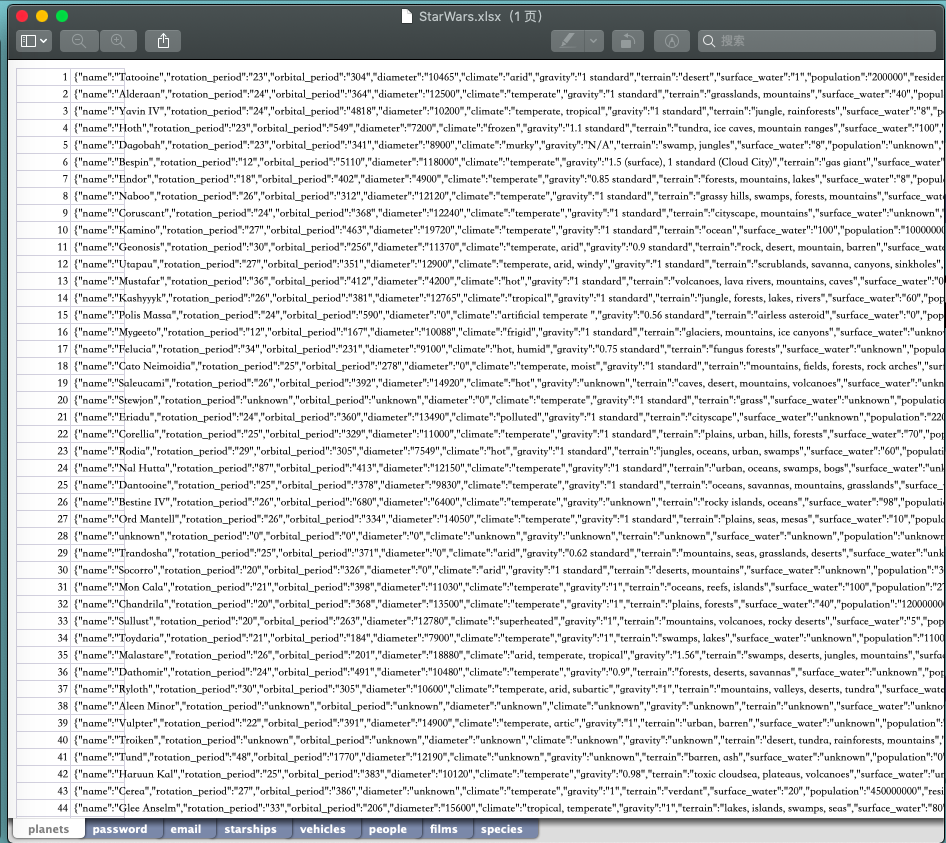 StarWars.xlsx（1 页）
搜索
1 {"name":"Tatooine","rotation_period":"23","orbital_period":"304","diameter":"10465","climate":"arid","gravity":"1 standard","terrain":"desert","surface_water":"1","population":"200000","residen
2 {"name":"Alderaan","rotation_period":"24","orbital_period":"364","diameter":"12500","climate":"temperate","gravity":"1 standard","terrain":"grasslands, mountains","surface_water":"40","popul
3 {"name":"Yavin IV","rotation_period":"24","orbital_period":"4818","diameter":"10200","climate":"temperate, tropical","gravity":"1 standard","terrain":"jungle, rainforests","surface_water":"8","p
4 {"name":"Hoth","rotation_period":"23","orbital_period":"549","diameter":"7200","climate":"frozen","gravity":"1.1 standard","terrain":"tundra, ice caves, mountain ranges","surface_water":"100","
5 {"name":"Dagobah","rotation_period":"23","orbital_period":"341","diameter":"8900","climate":"murky","gravity":"N/A","terrain":"swamp, jungles","surface_water":"8","population":"unknown","
6 {"name":"Bespin","rotation_period":"12","orbital_period":"5110","diameter":"118000","climate":"temperate","gravity":"1.5 (surface), 1 standard (Cloud City)","terrain":"gas giant","surface_water"
7 {"name":"Endor","rotation_period":"18","orbital_period":"402","diameter":"4900","climate":"temperate","gravity":"0.85 standard","terrain":"forests, mountains, lakes","surface_water":"8","popu
8 {"name":"Naboo","rotation_period":"26","orbital_period":"312","diameter":"12120","climate":"temperate","gravity":"1 standard","terrain":"grassy hills, swamps, forests, mountains","surface_wate
9 {"name":"Coruscant","rotation_period":"24","orbital_period":"368","diameter":"12240","climate":"temperate","gravity":"1 standard","terrain":"cityscape, mountains","surface_water":"unknown",
10 {"name":"Kamino","rotation_period":"27","orbital_period":"463","diameter":"19720","climate":"temperate","gravity":"1 standard","terrain":"ocean","surface_water":"100","population":"10000000
11 {"name":"Geonosis","rotation_period":"30","orbital_period":"256","diameter":"11370","climate":"temperate, arid","gravity":"0.9 standard","terrain":"rock, desert, mountain, barren","surface_wate
12 {"name":"Utapau","rotation_period":"27","orbital_period":"351","diameter":"12900","climate":"temperate, arid, windy","gravity":"1 standard","terrain":"scrublands, savanna, canyons, sinkholes",
13 {"name":"Mustafar","rotation_period":"36","orbital_period":"412","diameter":"4200","climate":"hot","gravity":"1 standard","terrain":"volcanoes, lava rivers, mountains, caves","surface_water":"0
14 {"name":"Kashyyyk","rotation_period":"26","orbital_period":"381","diameter":"12765","climate":"tropical","gravity":"1 standard","terrain":"jungle, forests, lakes, rivers","surface_water":"60","pop
15 {"name":"Polis Massa","rotation_period":"24","orbital_period":"590","diameter":"0","climate":"artificial temperate ","gravity":"0.56 standard","terrain":"airless asteroid","surface_water":"0","pop
16 {"name":"Mygeeto","rotation_period":"12","orbital_period":"167","diameter":"10088","climate":"frigid","gravity":"1 standard","terrain":"glaciers, mountains, ice canyons","surface_water":"unkno
17 {"name":"Felucia","rotation_period":"34","orbital_period":"231","diameter":"9100","climate":"hot, humid","gravity":"0.75 standard","terrain":"fungus forests","surface_water":"unknown","popula
18 {"name":"Cato Neimoidia","rotation_period":"25","orbital_period":"278","diameter":"0","climate":"temperate, moist","gravity":"1 standard","terrain":"mountains, fields, forests, rock arches","surf
19 {"name":"Saleucami","rotation_period":"26","orbital_period":"392","diameter":"14920","climate":"hot","gravity":"unknown","terrain":"caves, desert, mountains, volcanoes","surface_water":"unkn
20 {"name":"Stewjon","rotation_period":"unknown","orbital_period":"unknown","diameter":"0","climate":"temperate","gravity":"1 standard","terrain":"grass","surface_water":"unknown","populatio
21 {"name":"Eriadu","rotation_period":"24","orbital_period":"360","diameter":"13490","climate":"polluted","gravity":"1 standard","terrain":"cityscape","surface_water":"unknown","population":"220
22 {"name":"Corellia","rotation_period":"25","orbital_period":"329","diameter":"11000","climate":"temperate","gravity":"1 standard","terrain":"plains, urban, hills, forests","surface_water":"70","pop
23 {"name":"Rodia","rotation_period":"29","orbital_period":"305","diameter":"7549","climate":"hot","gravity":"1 standard","terrain":"jungles, oceans, urban, swamps","surface_water":"60","populatio
24 {"name":"Nal Hutta","rotation_period":"87","orbital_period":"413","diameter":"12150","climate":"temperate","gravity":"1 standard","terrain":"urban, oceans, swamps, bogs","surface_water":"unk
25 {"name":"Dantooine","rotation_period":"25","orbital_period":"378","diameter":"9830","climate":"temperate","gravity":"1 standard","terrain":"oceans, savannas, mountains, grasslands","surface_
26 {"name":"Bestine IV","rotation_period":"26","orbital_period":"680","diameter":"6400","climate":"temperate","gravity":"unknown","terrain":"rocky islands, oceans","surface_water":"98","populati
27 {"name":"Ord Mantell","rotation_period":"26","orbital_period":"334","diameter":"14050","climate":"temperate","gravity":"1 standard","terrain":"plains, seas, mesas","surface_water":"10","popula
28 {"name":"unknown","rotation_period":"0","orbital_period":"0","diameter":"0","climate":"unknown","gravity":"unknown","terrain":"unknown","surface_water":"unknown","population":"unknow
29 {"name":"Trandosha","rotation_period":"25","orbital_period":"371","diameter":"0","climate":"arid","gravity":"0.62 standard","terrain":"mountains, seas, grasslands, deserts","surface_water":"unkn
30 {"name":"Socorro","rotation_period":"20","orbital_period":"326","diameter":"0","climate":"arid","gravity":"1 standard","terrain":"deserts, mountains","surface_water":"unknown","population":"3
31 {"name":"Mon Cala","rotation_period":"21","orbital_period":"398","diameter":"11030","climate":"temperate","gravity":"1","terrain":"oceans, reefs, islands","surface_water":"100","population":"27
32 {"name":"Chandrila","rotation_period":"20","orbital_period":"368","diameter":"13500","climate":"temperate","gravity":"1","terrain":"plains, forests","surface_water":"40","population":"12000000
33 {"name":"Sullust","rotation_period":"20","orbital_period":"263","diameter":"12780","climate":"superheated","gravity":"1","terrain":"mountains, volcanoes, rocky deserts","surface_water":"5","pop
34 {"name":"Toydaria","rotation_period":"21","orbital_period":"184","diameter":"7900","climate":"temperate","gravity":"1","terrain":"swamps, lakes","surface_water":"unknown","population":"1100
35 {"name":"Malastare","rotation_period":"26","orbital_period":"201","diameter":"18880","climate":"arid, temperate, tropical","gravity":"1.56","terrain":"swamps, deserts, jungles, mountains","surfac
36 {"name":"Dathomir","rotation_period":"24","orbital_period":"491","diameter":"10480","climate":"temperate","gravity":"0.9","terrain":"forests, deserts, savannas","surface_water":"unknown","po
37 {"name":"Ryloth","rotation_period":"30","orbital_period":"305","diameter":"10600","climate":"temperate, arid, subartic","gravity":"1","terrain":"mountains, valleys, deserts, tundra","surface_wate
38 {"name":"Aleen Minor","rotation_period":"unknown","orbital_period":"unknown","diameter":"unknown","climate":"unknown","gravity":"unknown","terrain":"unknown","surface_water":"unknow
39 {"name":"Vulpter","rotation_period":"22","orbital_period":"391","diameter":"14900","climate":"temperate, artic","gravity":"1","terrain":"urban, barren","surface_water":"unknown","population":
40 {"name":"Troiken","rotation_period":"unknown","orbital_period":"unknown","diameter":"unknown","climate":"unknown","gravity":"unknown","terrain":"desert, tundra, rainforests, mountains",
41 {"name":"Tund","rotation_period":"48","orbital_period":"1770","diameter":"12190","climate":"unknown","gravity":"unknown","terrain":"barren, ash","surface_water":"unknown","population":"0"
42 {"name":"Haruun Kal","rotation_period":"25","orbital_period":"383","diameter":"10120","climate":"temperate","gravity":"0.98","terrain":"toxic cloudsea, plateaus, volcanoes","surface_water":"un
43 {"name":"Cerea","rotation_period":"27","orbital_period":"386","diameter":"unknown","climate":"temperate","gravity":"1","terrain":"verdant","surface_water":"20","population":"450000000","resi
44 {"name":"Glee Anselm","rotation_period":"33","orbital_period":"206","diameter":"15600","climate":"tropical, temperate","gravity":"1","terrain":"lakes, islands, swamps, seas","surface_water":"80"
planets password email starships vehicles people films species